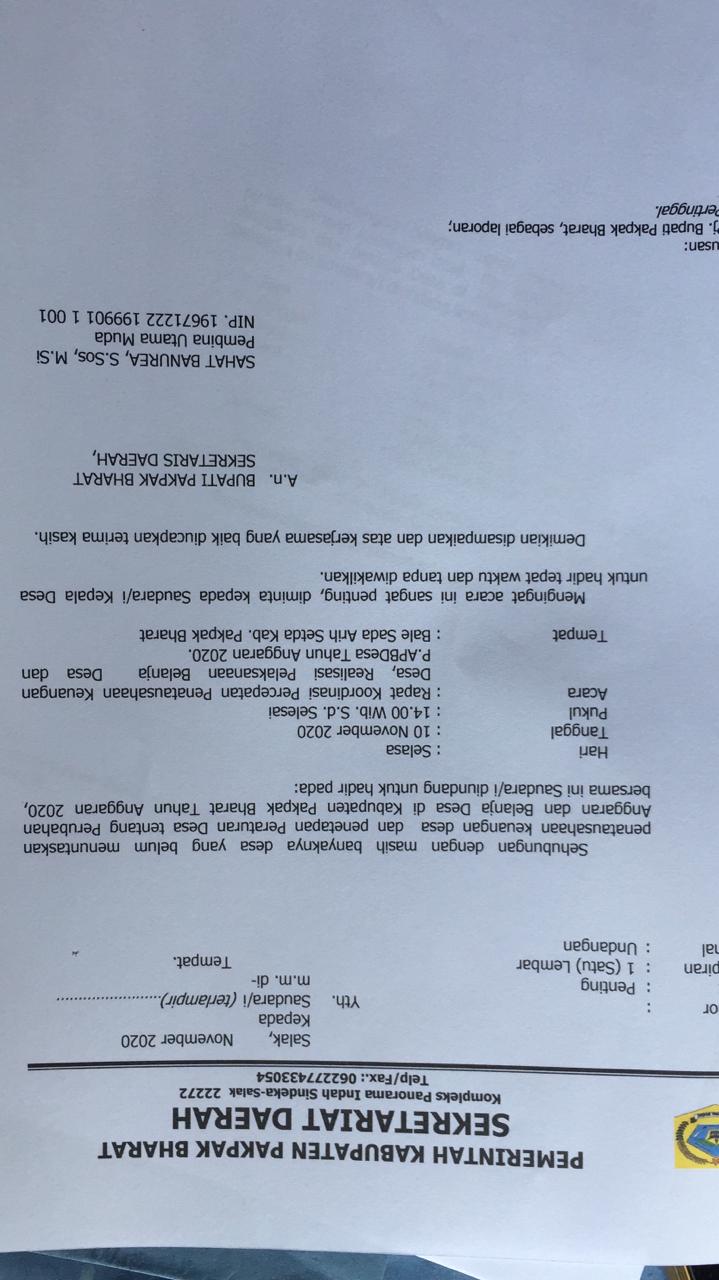 PEMERINTAH KABUPATEN PAKPAK BHARAT
SEKRETARIAT DAERAH
Kompleks Panorama Indah Sindeka-Salak 22272
Telp/Fax.: 062277433054
Salak, November 2020
Kepada
Yth. Saudara/i (terlampir)........................
m.m. di-
Tempat.
or :
: Penting
piran : 1 (Satu) Lembar
nal : Undangan
Sehubungan dengan masih banyaknya desa yang belum menuntaskan
penatausahaan keuangan desa dan penetapan Peraturan Desa tentang Perubahan
Anggaran dan Belanja Desa di Kabupaten Pakpak Bharat Tahun Anggaran 2020,
bersama ini Saudara/i diundang untuk hadir pada:
Hari : Selasa
Tanggal : 10 November 2020
Pukul : 14.00 Wib. S.d. Selesai
Acara : Rapat Koordinasi Percepatan Penatausahaan Keuangan
Desa, Realisasi Pelaksanaan Belanja Desa dan
P.APBDesa Tahun Anggaran 2020.
Tempat : Bale Sada Arih Setda Kab. Pakpak Bharat
Mengingat acara ini sangat penting, diminta kepada Saudara/i Kepala Desa
untuk hadir tepat waktu dan tanpa diwakilkan.
Demikian disampaikan dan atas kerjasama yang baik diucapkan terima kasih.
A.n. BUPATI PAKPAK BHARAT
SEKRETARIS DAERAH,
SAHAT BANUREA, S.Sos, M.Si
Pembina Utama Muda
NIP. 19671222 199901 1 001
usan:
j. Bupati Pakpak Bharat, sebagai laporan;
Pertinggal.